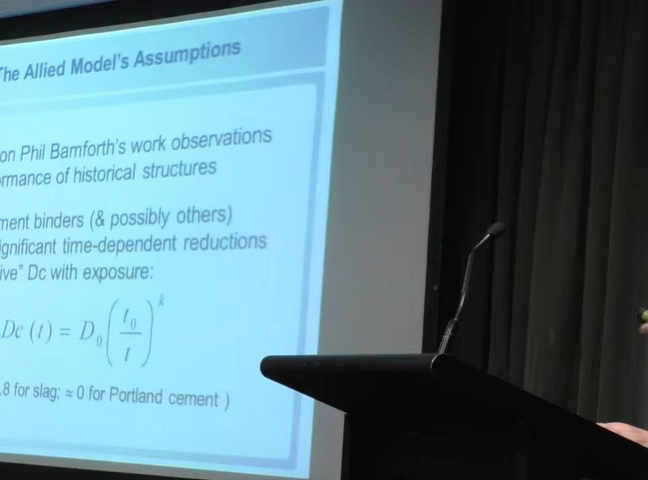 The Allied Model's Assumptions
on Phil Bamforth's work observations
rmance of historical structures
ment binders (& possibly others)
ignificant time-dependent reductions
ive" Dc with exposure:
Dc (t) = D₀ (t₀/t)ᵏ
.8 for slag; ≈ 0 for Portland cement )